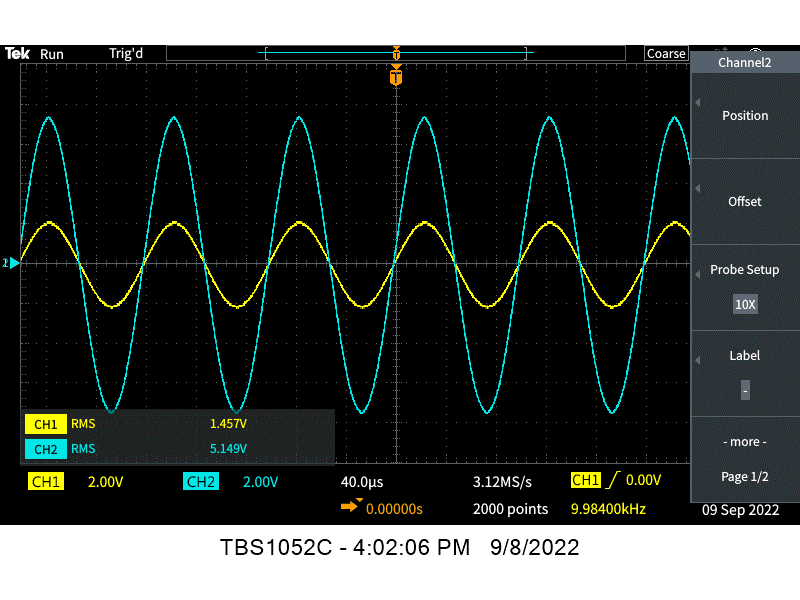 Tek Run Trig'd Coarse
T
T
Channel2
Position
Offset
2
Probe Setup
10X
Label
-
CH1 RMS 1.457V
CH2 RMS 5.149V
- more -
Page 1/2
CH1 2.00V CH2 2.00V 40.0µs 3.12MS/s CH1 0.00V
0.00000s 2000 points 9.98400kHz 09 Sep 2022
TBS1052C - 4:02:06 PM 9/8/2022